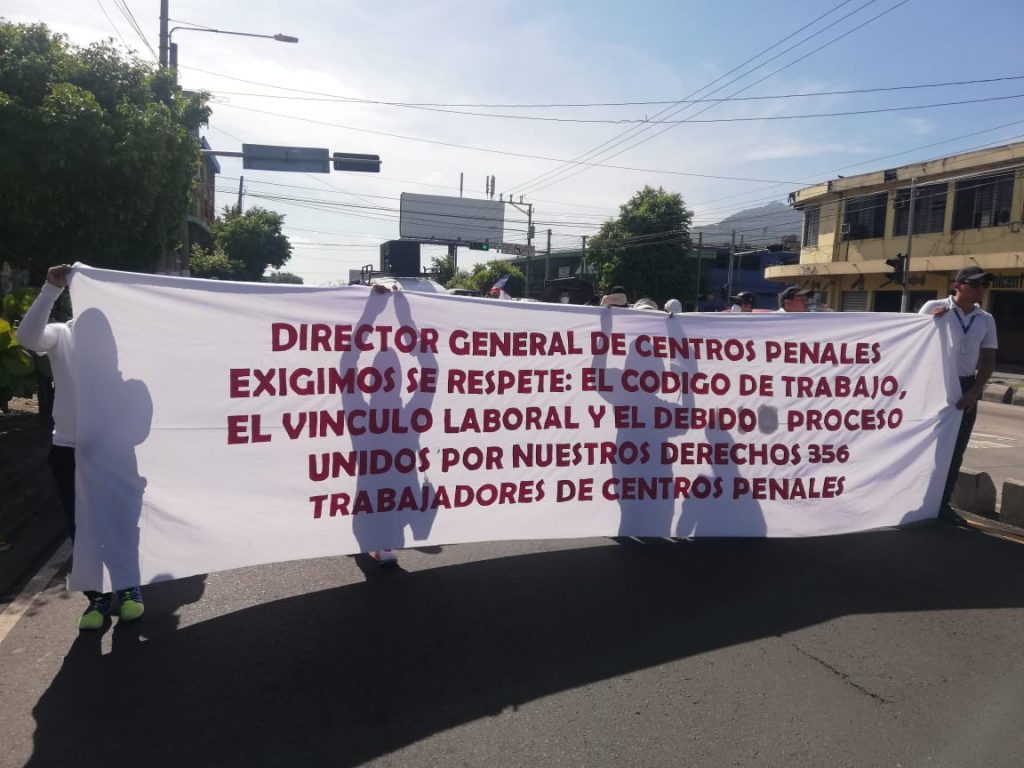 DIRECTOR GENERAL DE CENTROS PENALES
EXIGIMOS SE RESPETE: EL CODIGO DE TRABAJO,
EL VINCULO LABORAL Y EL DEBIDO PROCESO
UNIDOS POR NUESTROS DERECHOS 356
TRABAJADORES DE CENTROS PENALES